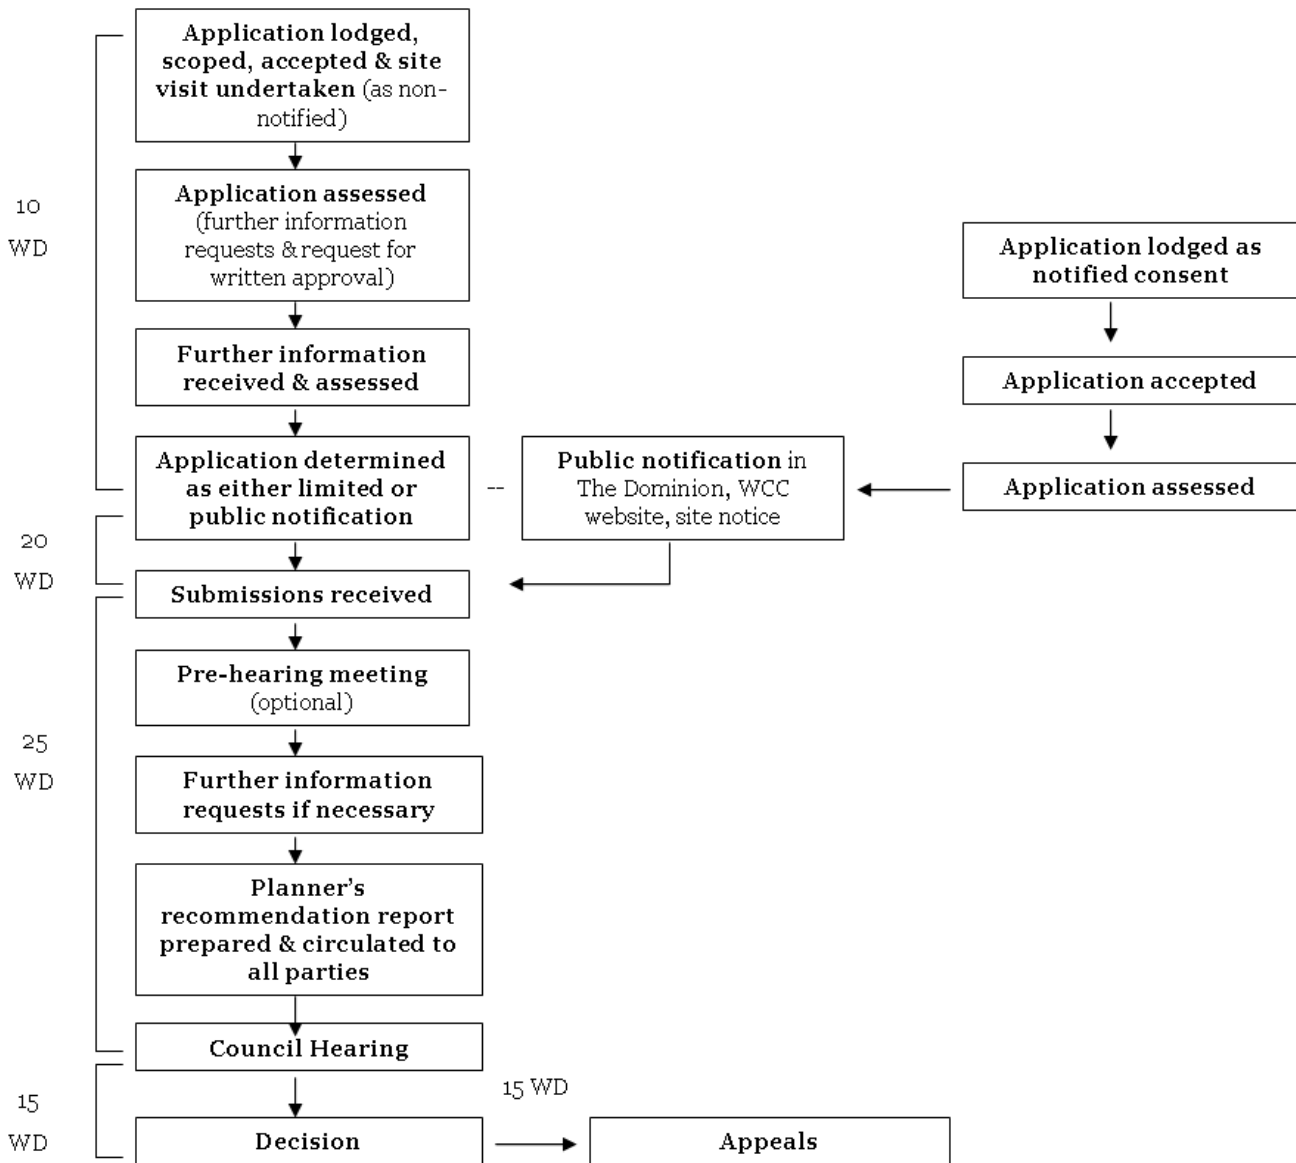 Application lodged,
scoped, accepted & site
visit undertaken (as non-
notified)
10
WD
Application assessed
(further information
requests & request for
written approval)
Application lodged as
notified consent
Further information
received & assessed
Application accepted
Application determined
as either limited or
public notification
--
Public notification in
The Dominion, WCC
website, site notice
Application assessed
20
WD
Submissions received
Pre-hearing meeting
(optional)
25
WD
Further information
requests if necessary
Planner's
recommendation report
prepared & circulated to
all parties
Council Hearing
15
WD
15 WD
Decision
Appeals